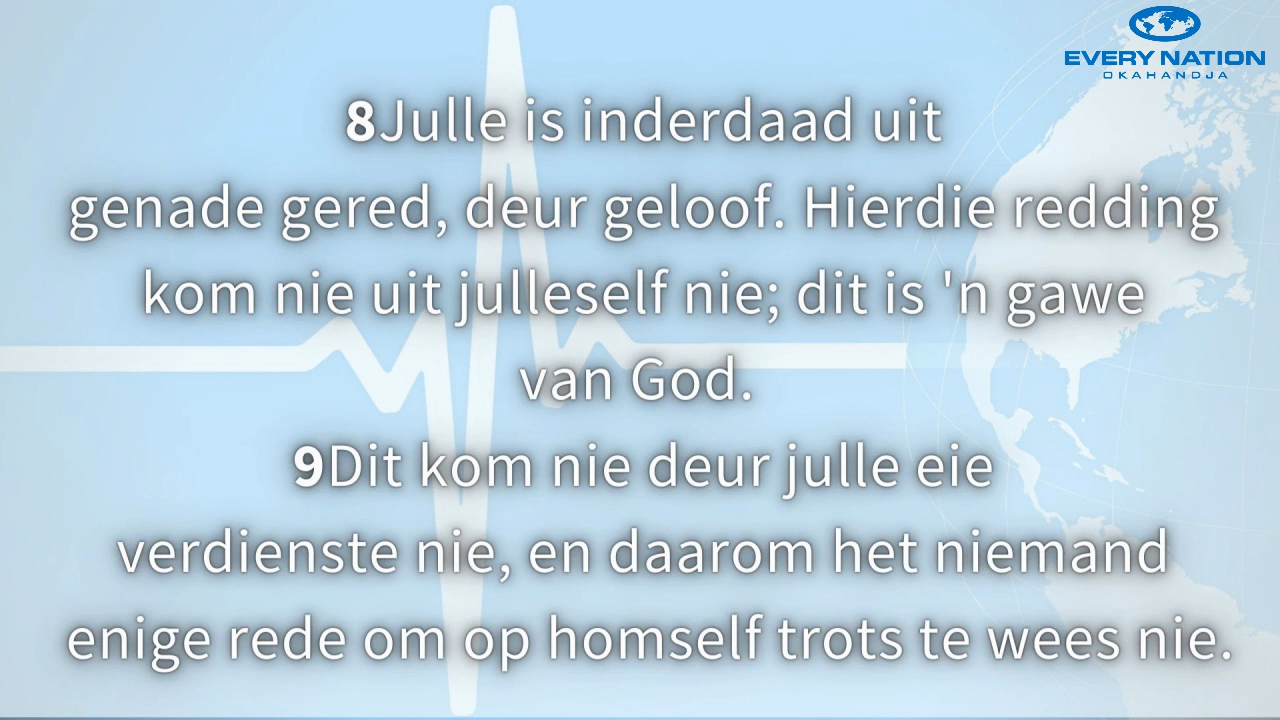 EVERY NATION
OKAHANDJA
8Julle is inderdaad uit
genade gered, deur geloof. Hierdie redding
kom nie uit julleself nie; dit is 'n gawe
van God.
9Dit kom nie deur julle eie
verdienste nie, en daarom het niemand
enige rede om op homself trots te wees nie.